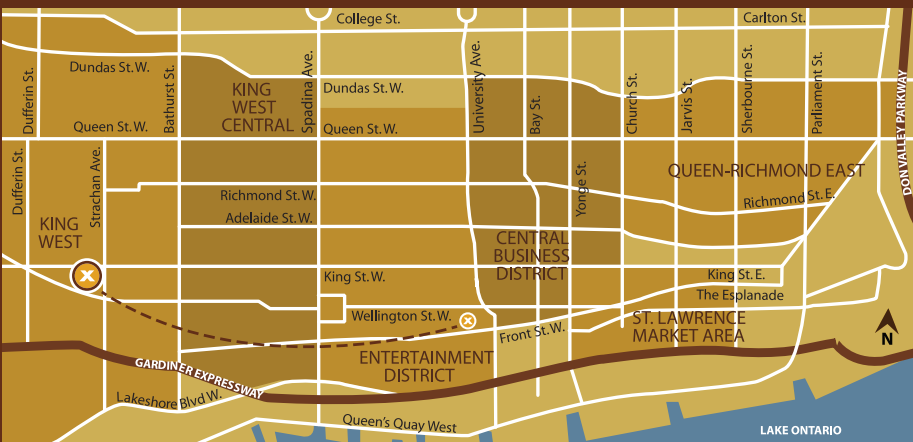 College St.
Carlton St.
Dundas St. W.
KING
WEST
CENTRAL
Dundas St. W.
Queen St. W.
Queen St. W.
Dufferin St.
Bathurst St.
Spadina Ave.
University Ave.
Bay St.
Church St.
Jarvis St.
Sherbourne St.
Parliament St.
DON VALLEY PARKWAY
Dufferin St.
Strachan Ave.
Yonge St.
QUEEN-RICHMOND EAST
Richmond St. W.
Richmond St. E.
Adelaide St. W.
KING
WEST
CENTRAL
BUSINESS
DISTRICT
X
King St. W.
King St. E.
The Esplanade
Wellington St. W.
X
Front St. W.
ST. LAWRENCE
MARKET AREA
N
ENTERTAINMENT
DISTRICT
GARDINER EXPRESSWAY
Lakeshore Blvd W.
Queen's Quay West
LAKE ONTARIO